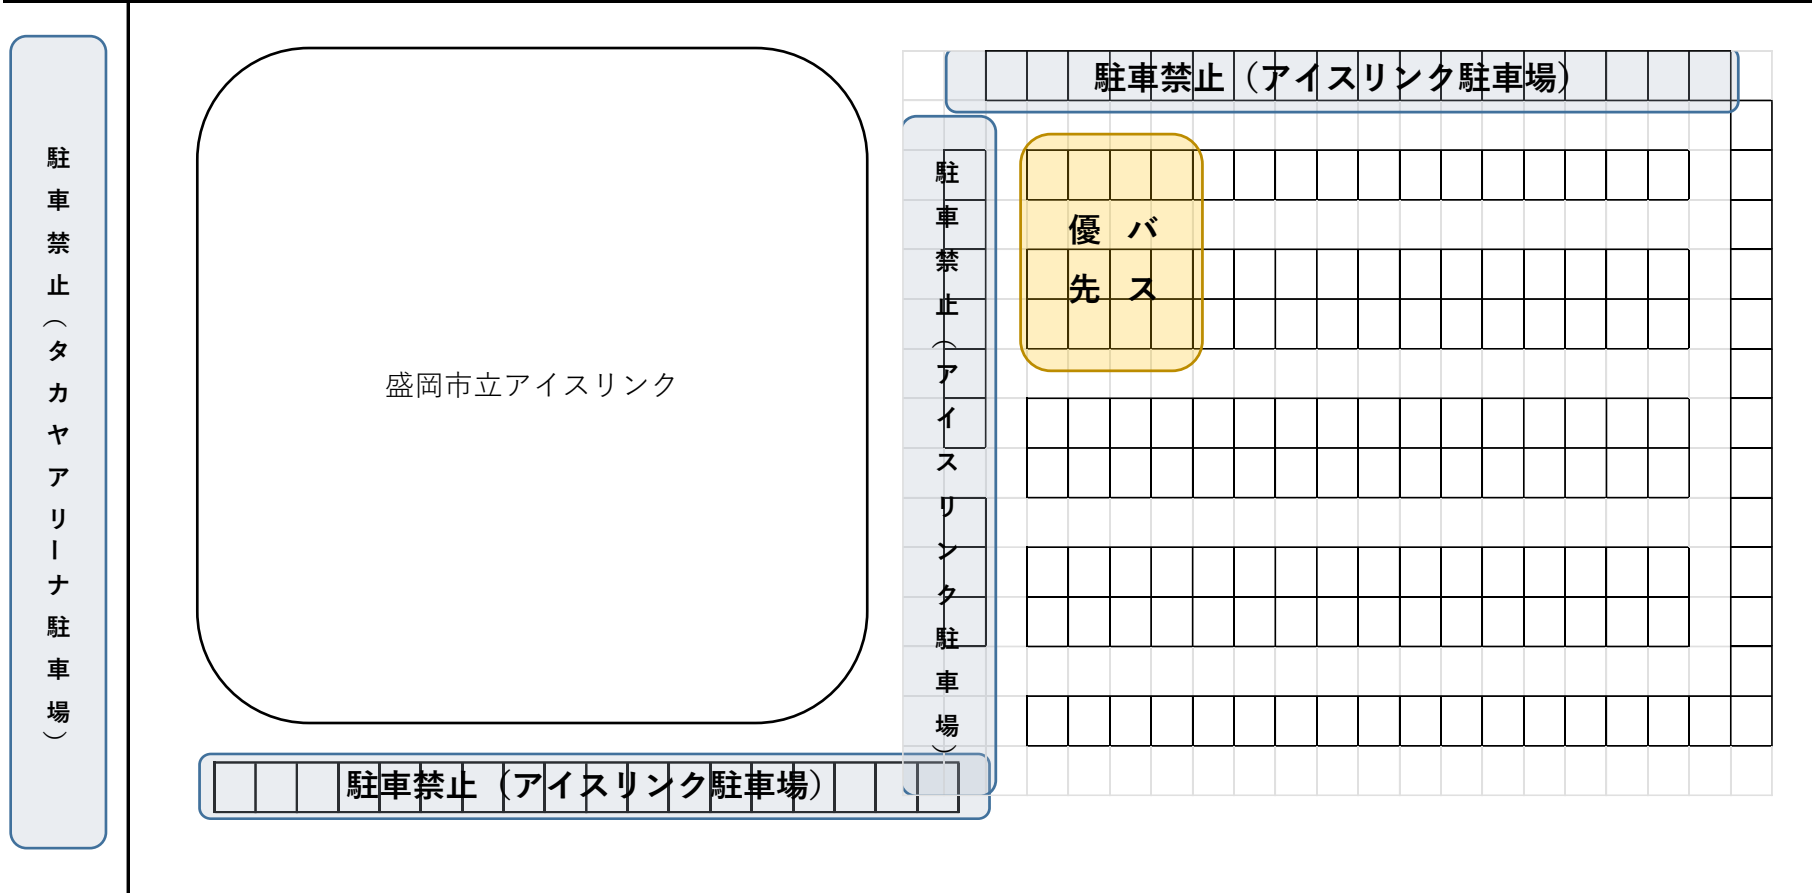 駐車禁止（タカヤアリーナ駐車場）
盛岡市立アイスリンク
駐車禁止（アイスリンク駐車場）
駐車禁止（アイスリンク駐車場）
バス
優先
駐車禁止（アイスリンク駐車場）